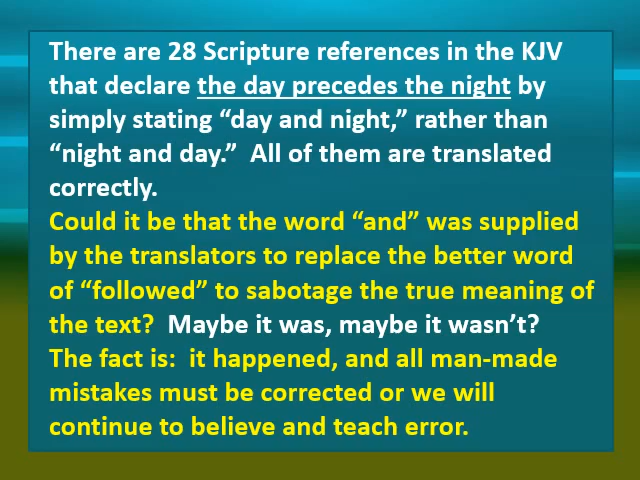 There are 28 Scripture references in the KJV
that declare the day precedes the night by
simply stating “day and night,” rather than
“night and day.”  All of them are translated
correctly.
Could it be that the word “and” was supplied
by the translators to replace the better word
of “followed” to sabotage the true meaning of
the text?  Maybe it was, maybe it wasn’t?
The fact is:  it happened, and all man-made
mistakes must be corrected or we will
continue to believe and teach error.